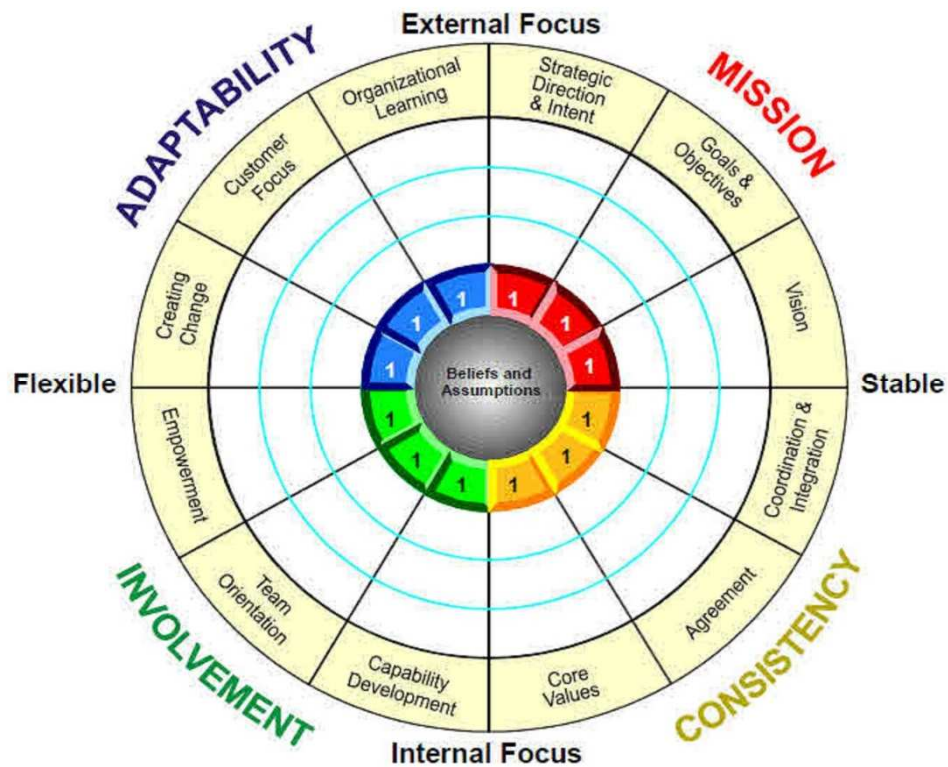 External Focus
ADAPTABILITY
MISSION
Organizational
Learning
Strategic
Direction
& Intent
Customer
Focus
Goals &
Objectives
Creating
Change
Vision
1
1
1
1
1
1
Beliefs and
Assumptions
Flexible
Stable
1
1
1
1
1
1
Empowerment
Coordination &
Integration
Team
Orientation
Agreement
Capability
Development
Core
Values
INVOLVEMENT
CONSISTENCY
Internal Focus